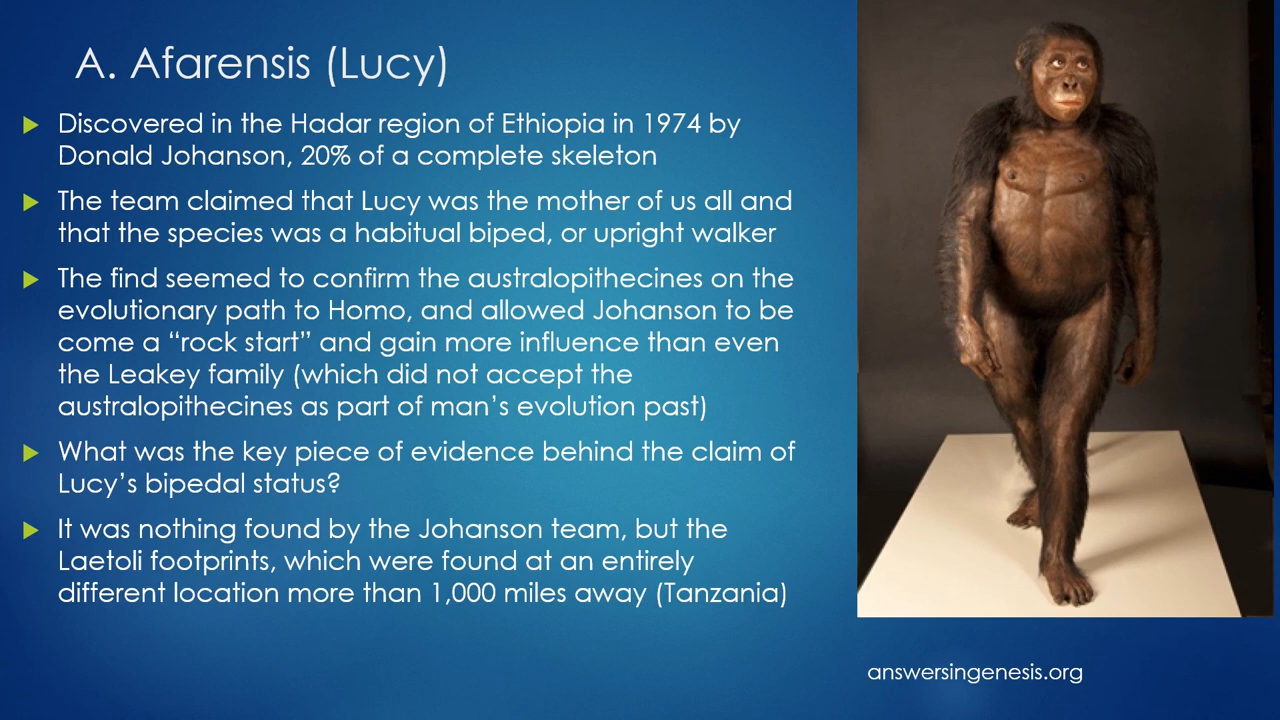 A. Afarensis (Lucy)
Discovered in the Hadar region of Ethiopia in 1974 by
Donald Johanson, 20% of a complete skeleton
The team claimed that Lucy was the mother of us all and
that the species was a habitual biped, or upright walker
The find seemed to confirm the australopithecines on the
evolutionary path to Homo, and allowed Johanson to be
come a “rock start” and gain more influence than even
the Leakey family (which did not accept the
australopithecines as part of man’s evolution past)
What was the key piece of evidence behind the claim of
Lucy’s bipedal status?
It was nothing found by the Johanson team, but the
Laetoli footprints, which were found at an entirely
different location more than 1,000 miles away (Tanzania)
answersingenesis.org